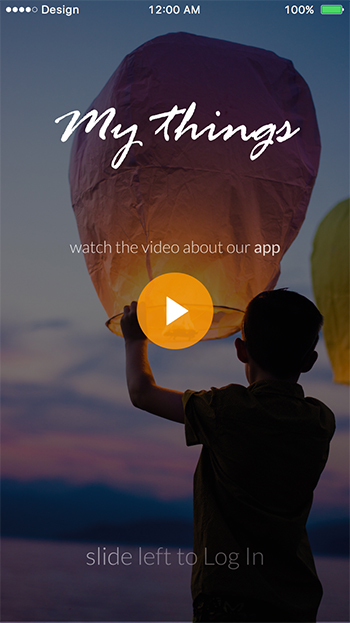 Design 12:00 AM 100%
My things
watch the video about our app
slide left to Log In